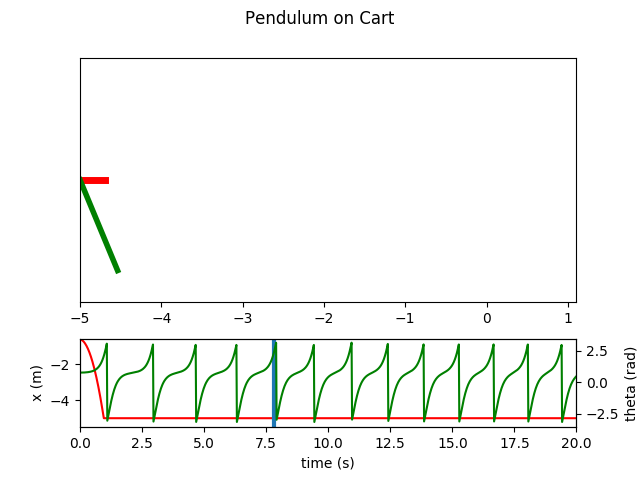 Pendulum on Cart
−5 −4 −3 −2 −1 0 1
x (m)
−2
−4
2.5
0.0
−2.5
theta (rad)
0.0 2.5 5.0 7.5 10.0 12.5 15.0 17.5 20.0
time (s)